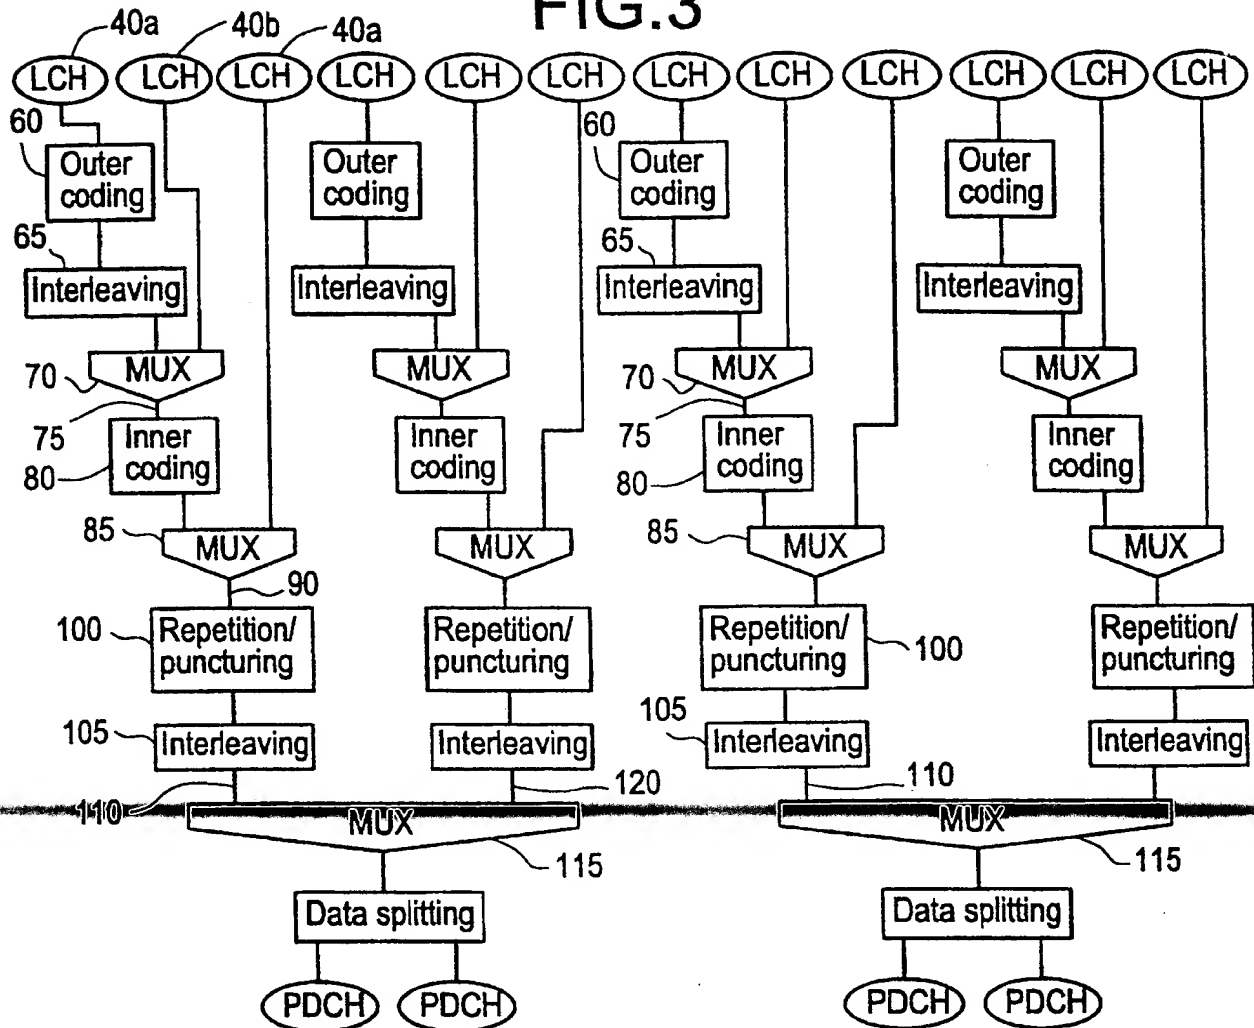 FIG.3
40a 40b 40a
LCH LCH LCH LCH LCH LCH LCH LCH LCH LCH LCH LCH
60 60
Outer coding Outer coding Outer coding Outer coding
65 65
Interleaving Interleaving Interleaving Interleaving
MUX MUX MUX MUX
70 70
75 75
Inner coding Inner coding Inner coding Inner coding
80 80
85 85
MUX MUX MUX MUX
90
100 Repetition/ puncturing Repetition/ puncturing Repetition/ puncturing 100 Repetition/ puncturing
105 Interleaving Interleaving 105 Interleaving Interleaving
110 120 110
MUX MUX
115 115
Data splitting Data splitting
PDCH PDCH PDCH PDCH